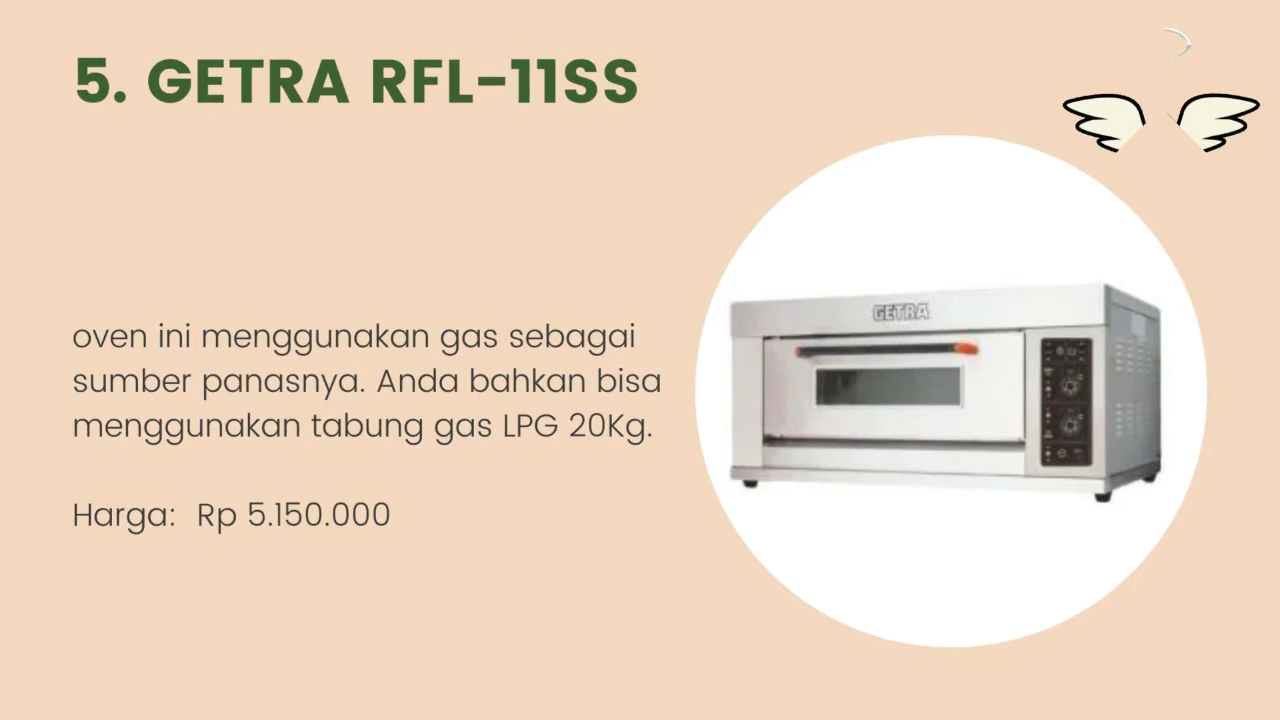 5. GETRA RFL-11SS
oven ini menggunakan gas sebagai
sumber panasnya. Anda bahkan bisa
menggunakan tabung gas LPG 20Kg.
Harga:  Rp 5.150.000
GETRA